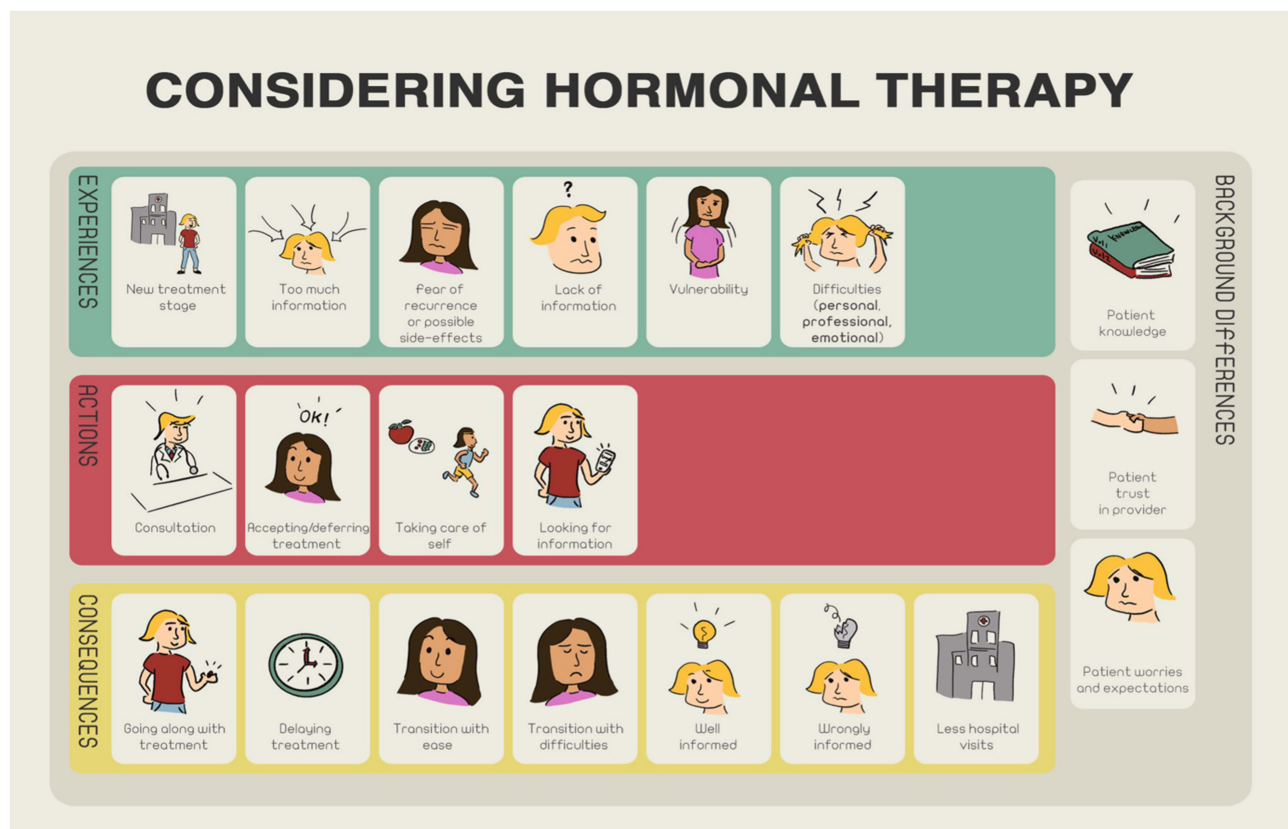 CONSIDERING HORMONAL THERAPY
EXPERIENCES
New treatment
stage
Too much
information
Fear of
recurrence
or possible
side-effects
?
Lack of
information
Vulnerability
Difficulties
(personal,
professional,
emotional)
ACTIONS
Consultation
OK!
Accepting/deferring
treatment
Taking care of
self
Looking for
information
CONSEQUENCES
Going along with
treatment
Delaying
treatment
Transition with
ease
Transition with
difficulties
Well
informed
Wrongly
informed
Less hospital
visits
BACKGROUND DIFFERENCES
Patient
knowledge
Patient
trust
in provider
Patient worries
and expectations